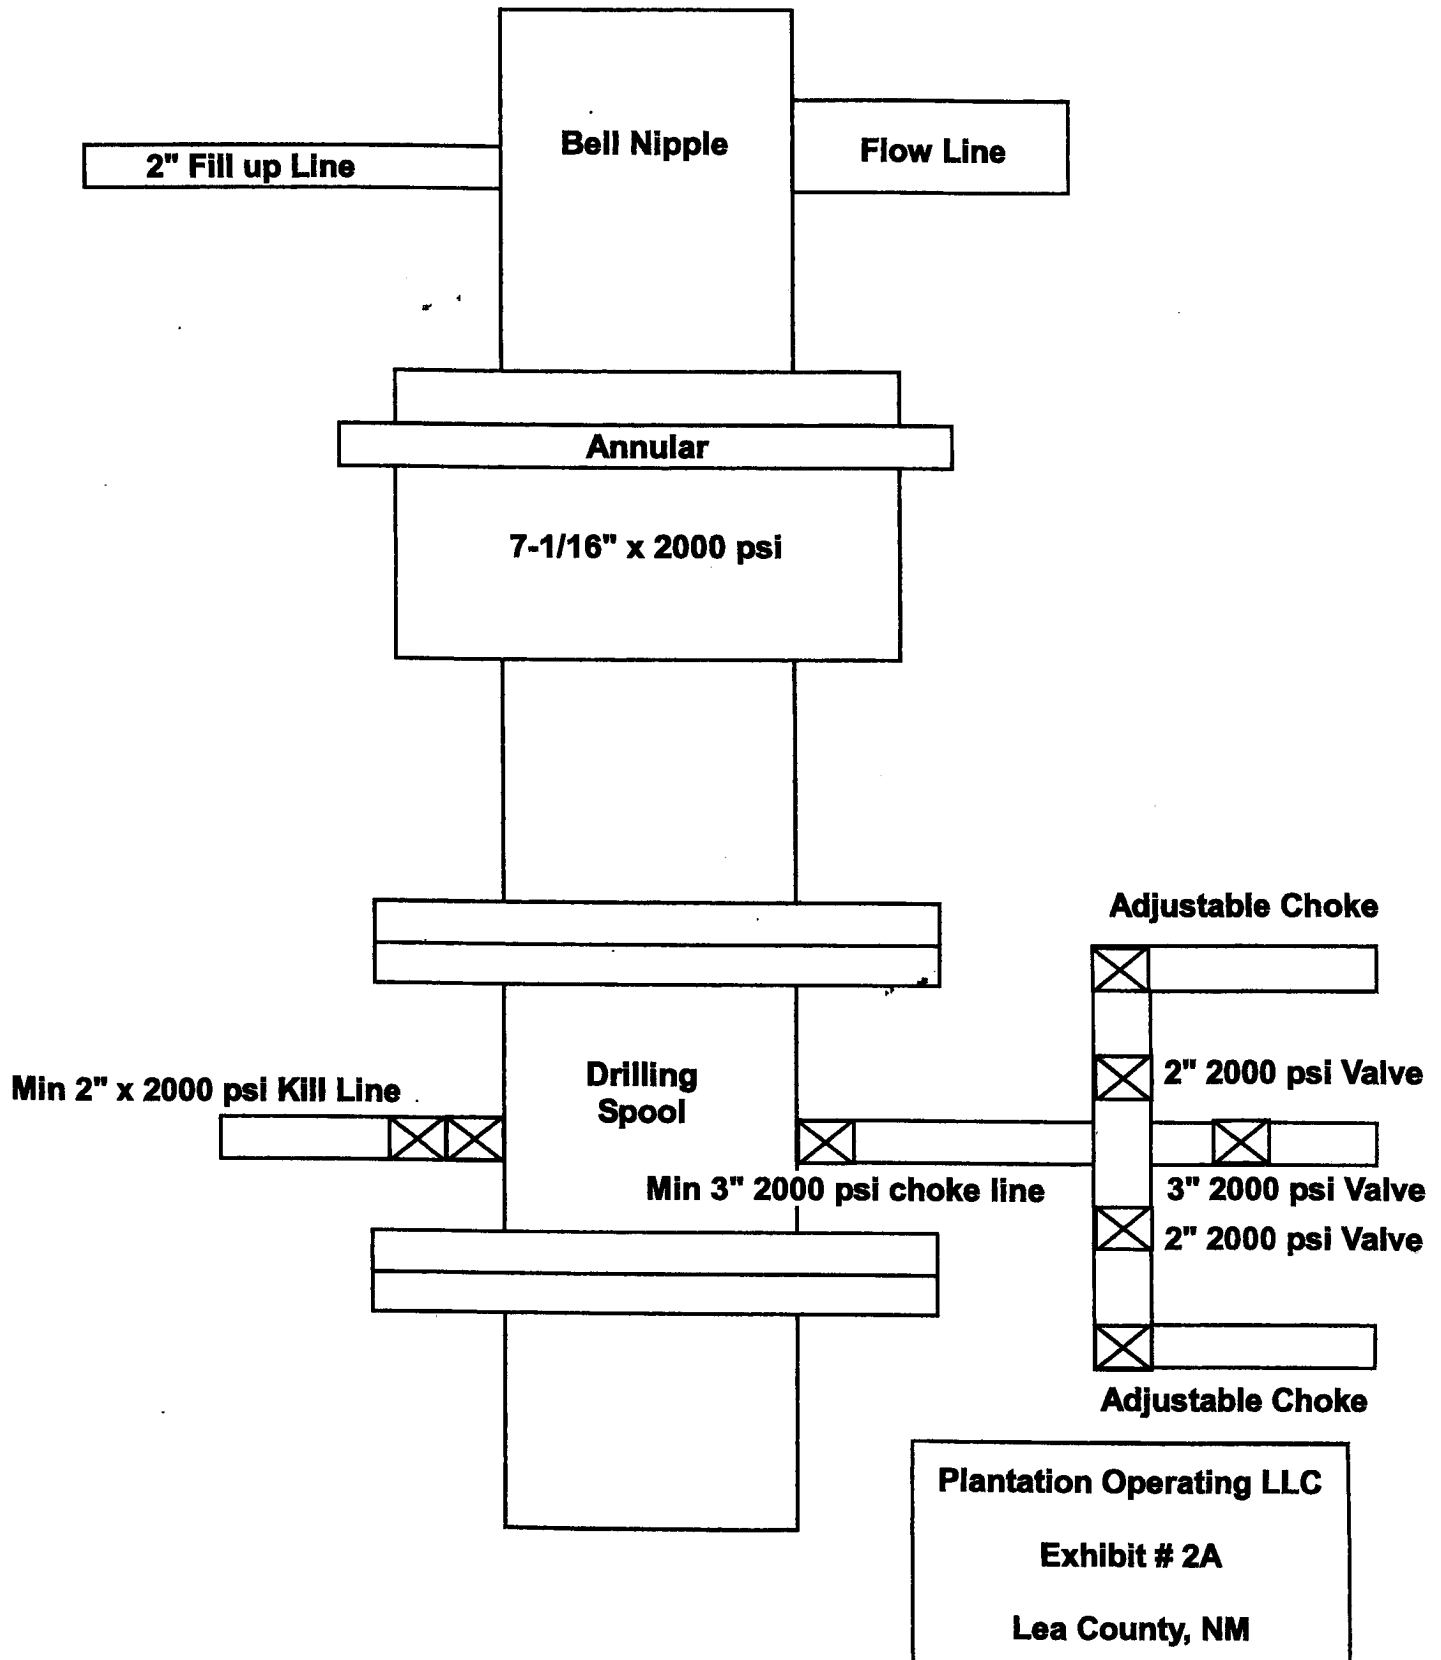 Bell Nipple
Flow Line
2" Fill up Line
Annular
7-1/16" x 2000 psi
Adjustable Choke
Drilling
Spool
2" 2000 psi Valve
Min 2" x 2000 psi Kill Line
Min 3" 2000 psi choke line
3" 2000 psi Valve
2" 2000 psi Valve
Adjustable Choke
Plantation Operating LLC
Exhibit # 2A
Lea County, NM